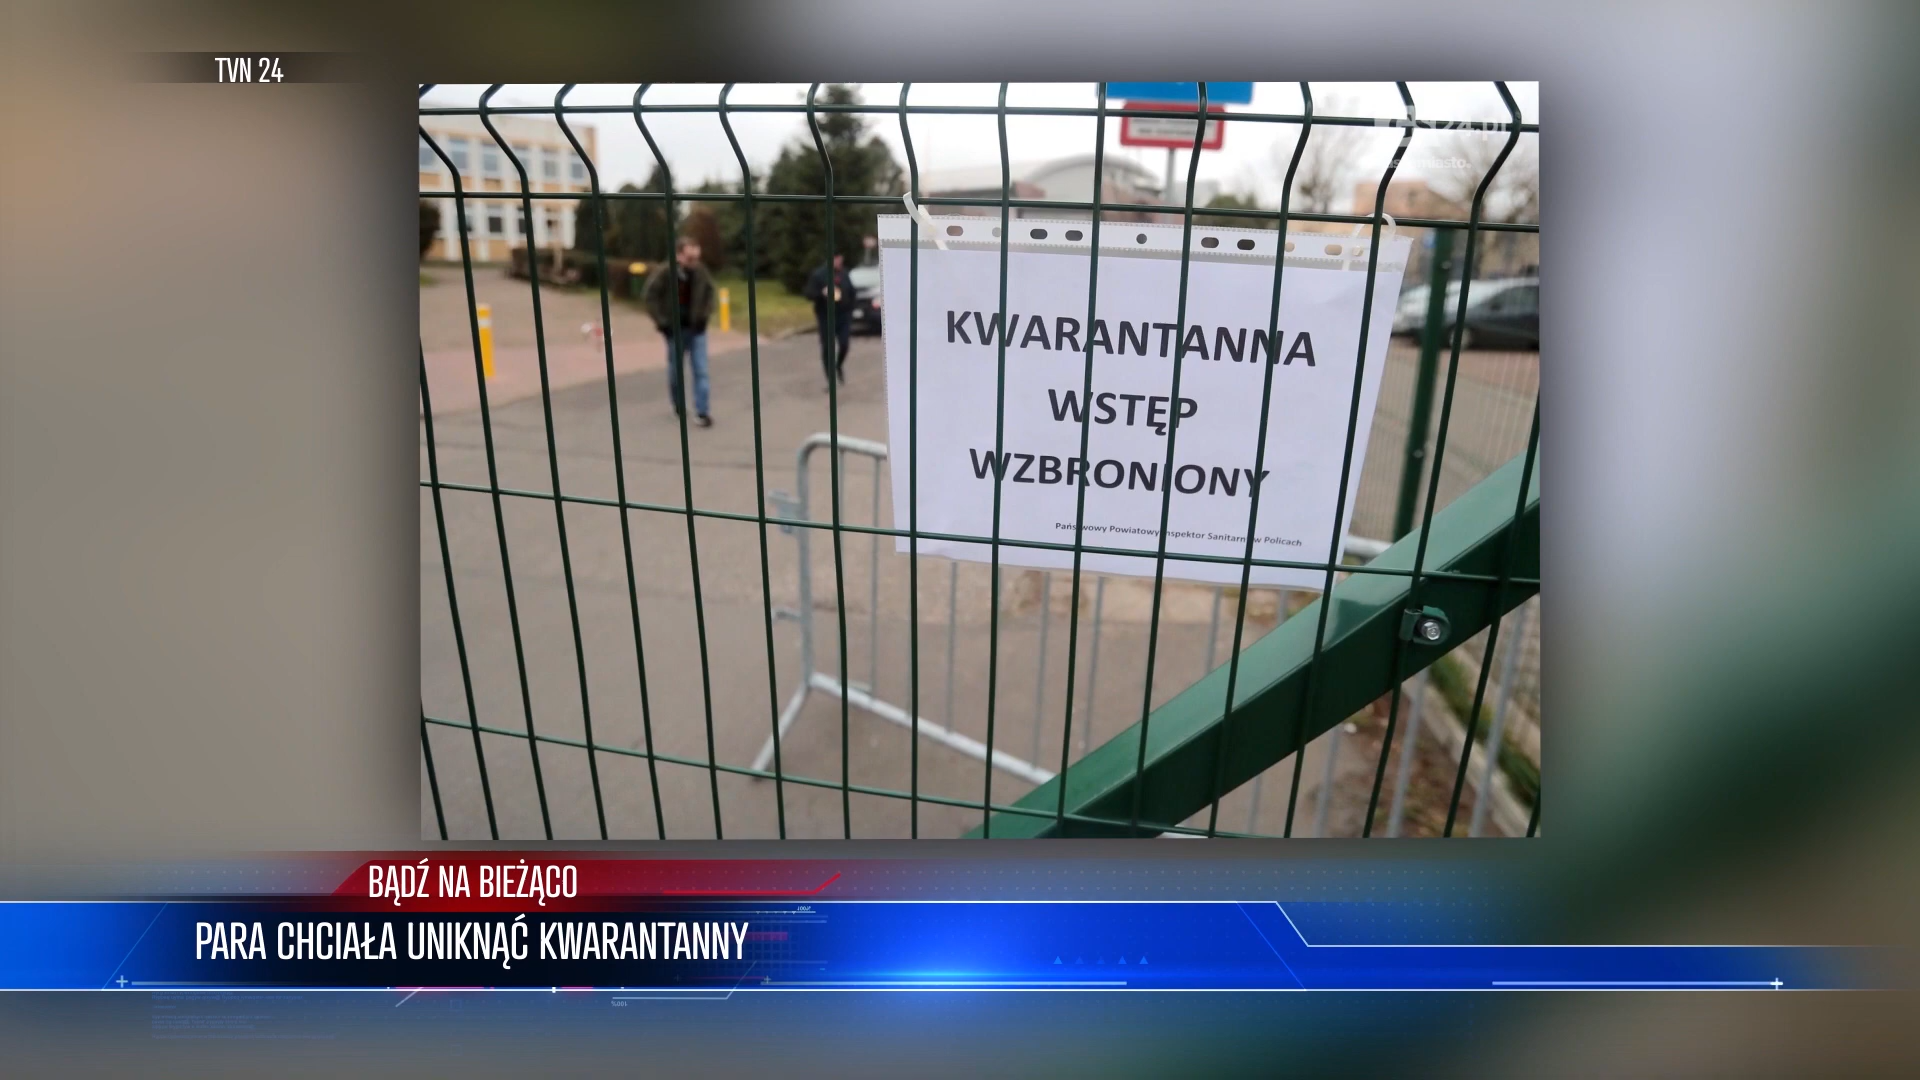 TVN 24
KWARANTANNA
WSTĘP
WZBRONIONY
Państwowy Powiatowy Inspektor Sanitarny w Policach
BĄDŹ NA BIEŻĄCO
PARA CHCIAŁA UNIKNĄĆ KWARANTANNY